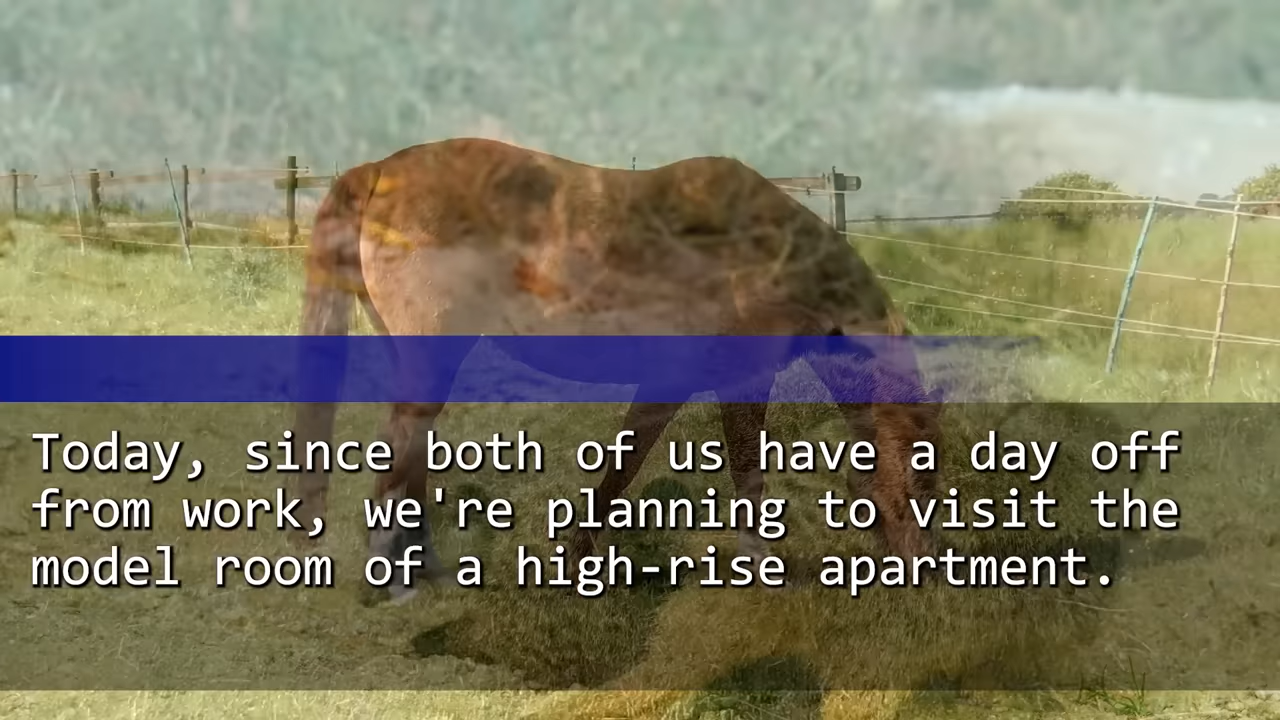 Today, since both of us have a day off
from work, we're planning to visit the
model room of a high-rise apartment.